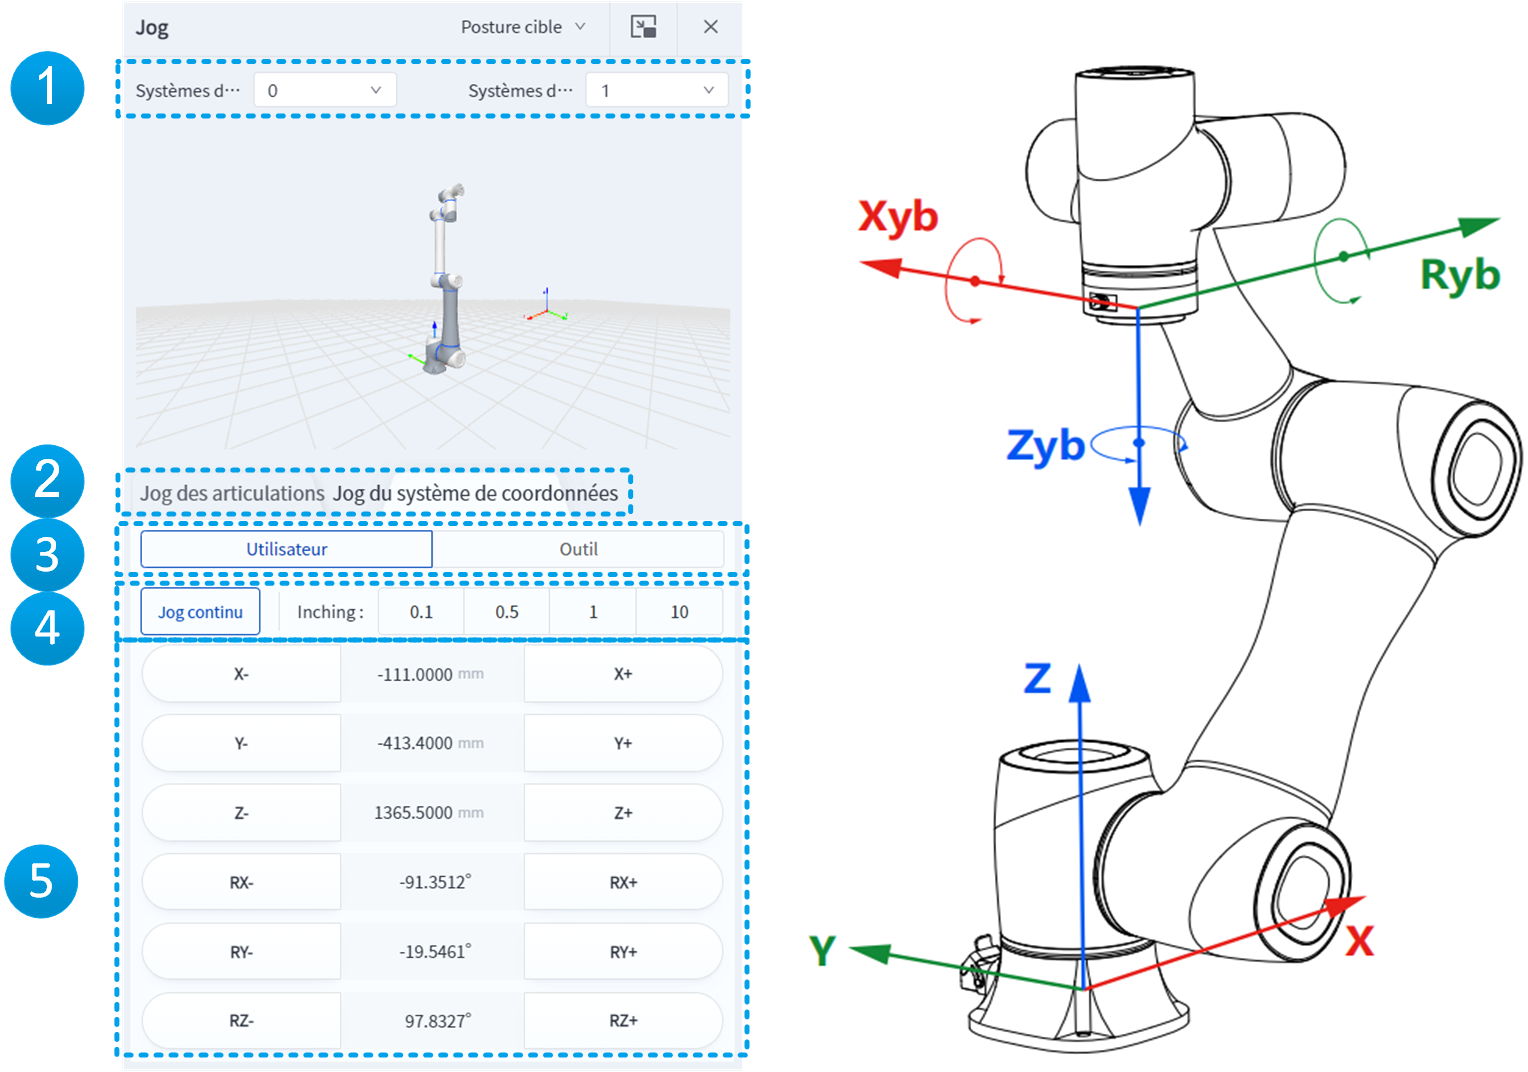 Jog Posture cible
1
Systèmes d··· 0 Systèmes d··· 1
2
Jog des articulations Jog du système de coordonnées
3
Utilisateur Outil
4
Jog continu Inching : 0.1 0.5 1 10
5
X- -111.0000 mm X+
Y- -413.4000 mm Y+
Z- 1365.5000 mm Z+
RX- -91.3512° RX+
RY- -19.5461° RY+
RZ- 97.8327° RZ+
Xyb
Ryb
Zyb
Z
Y
X